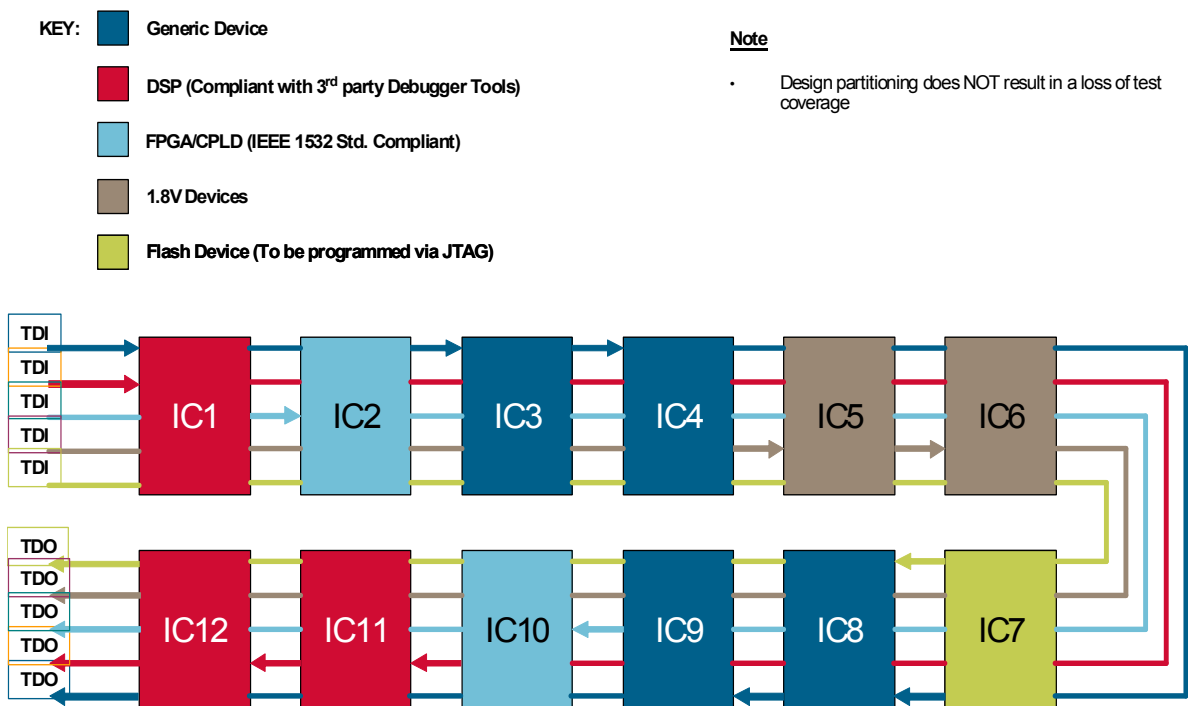 KEY:
Generic Device
DSP (Compliant with 3rd party Debugger Tools)
FPGA/CPLD (IEEE 1532 Std. Compliant)
1.8V Devices
Flash Device (To be programmed via JTAG)
Note
• Design partitioning does NOT result in a loss of test
coverage
TDI
TDI
TDI
TDI
TDI
IC1
IC2
IC3
IC4
IC5
IC6
TDO
TDO
TDO
TDO
TDO
IC12
IC11
IC10
IC9
IC8
IC7